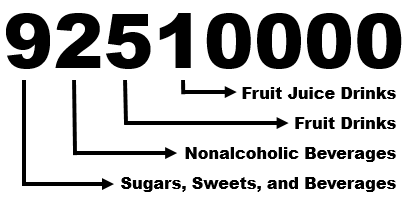 92510000
Fruit Juice Drinks
Fruit Drinks
Nonalcoholic Beverages
Sugars, Sweets, and Beverages